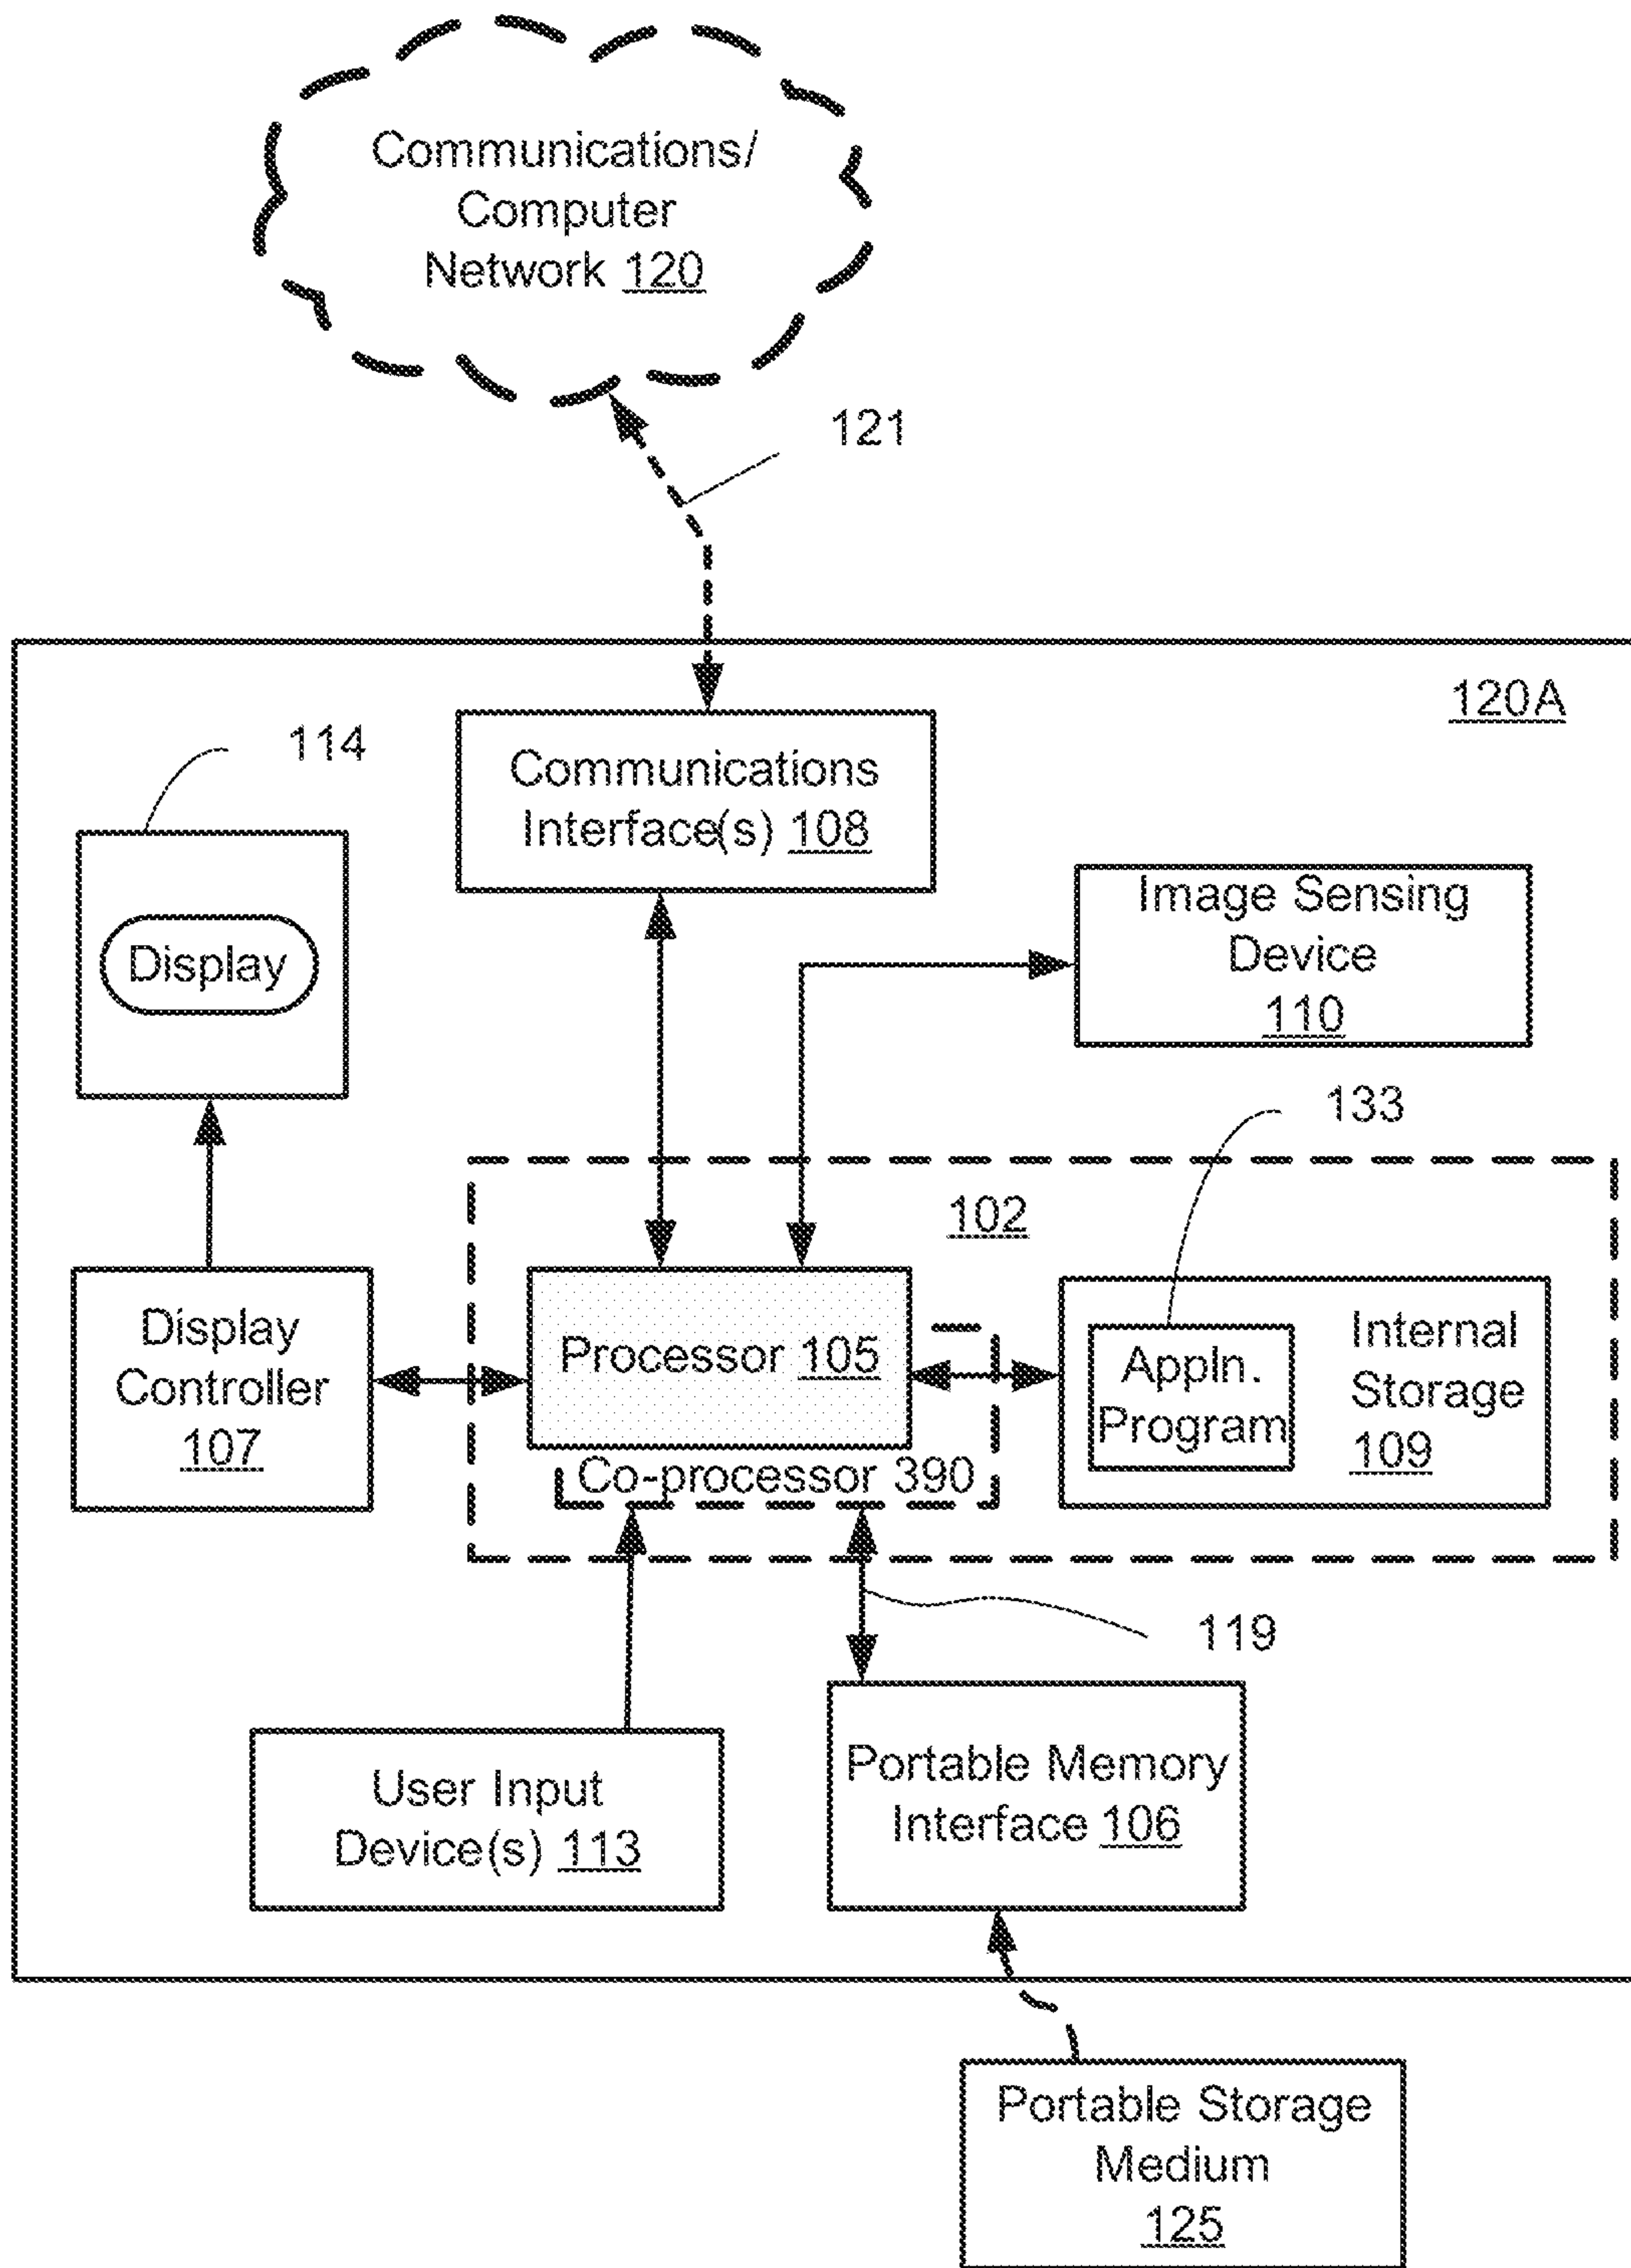 Communications/
Computer
Network 120
121
120A
114
Communications
Interface(s) 108
Display
Image Sensing
Device
110
133
102
Display
Controller
107
Processor 105
Co-processor 390
Appln.
Program
Internal
Storage
109
119
User Input
Device(s) 113
Portable Memory
Interface 106
Portable Storage
Medium
125